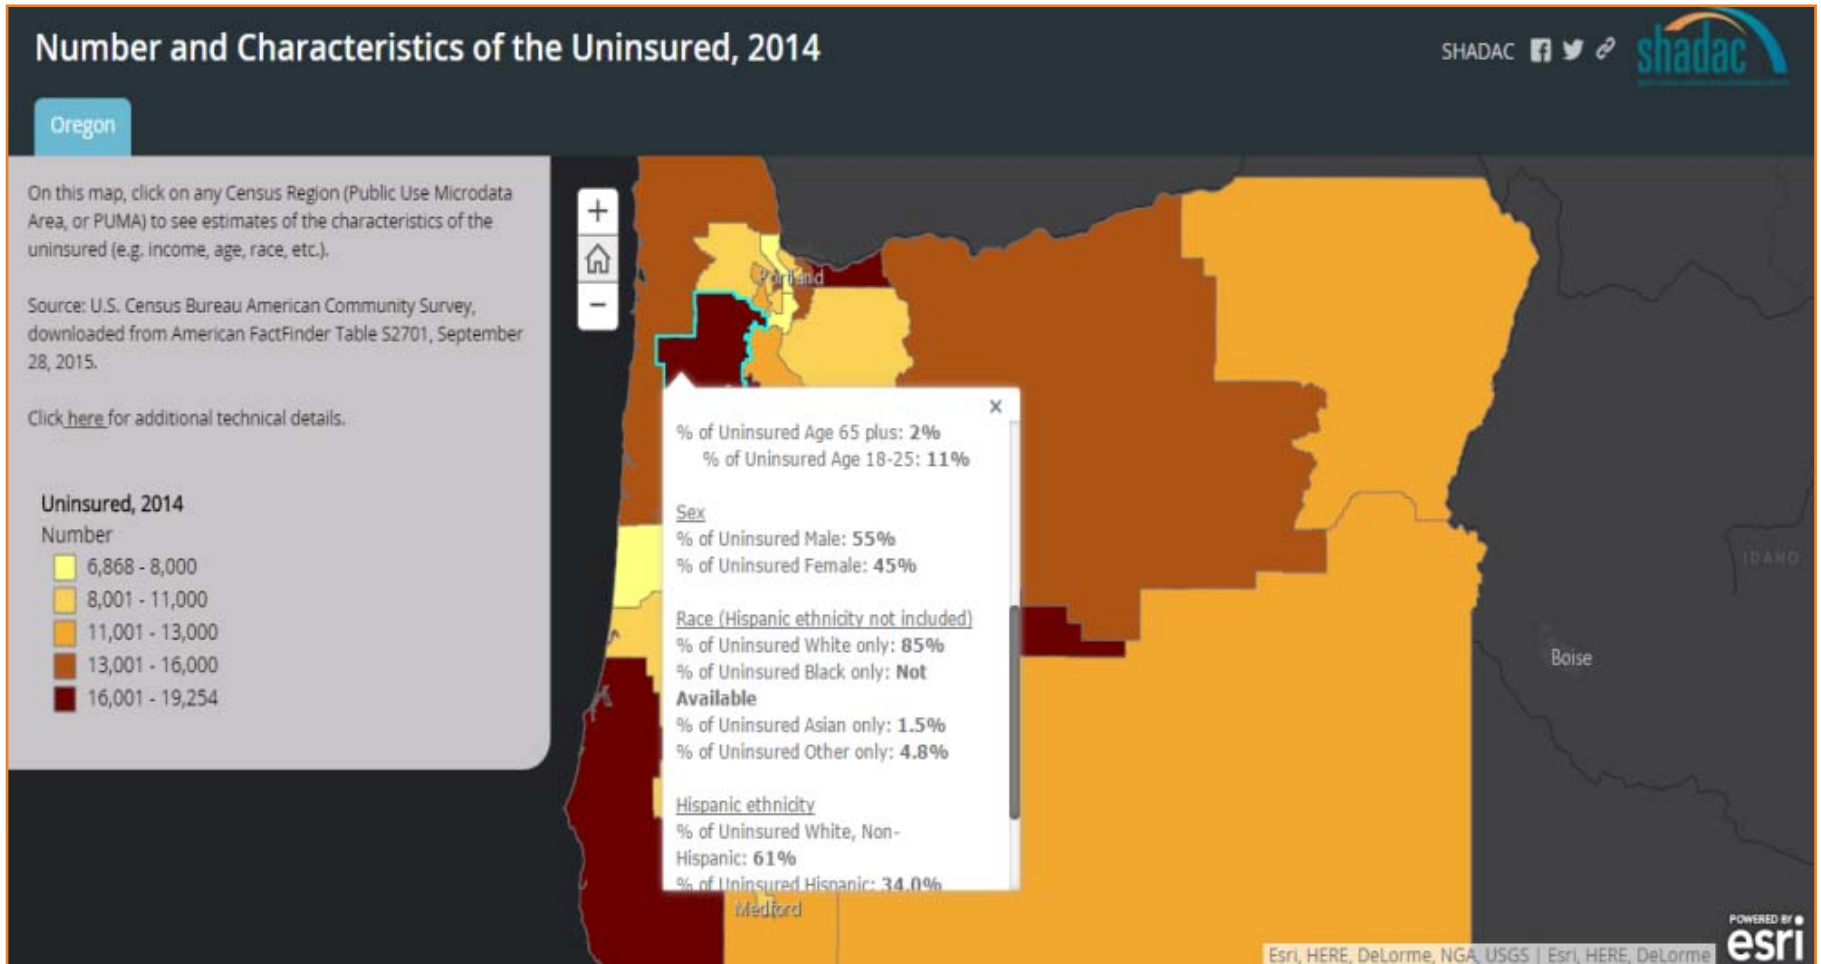 Number and Characteristics of the Uninsured, 2014
SHADAC
shadac
Oregon
On this map, click on any Census Region (Public Use Microdata
Area, or PUMA) to see estimates of the characteristics of the
uninsured (e.g. income, age, race, etc.).
Source: U.S. Census Bureau American Community Survey,
downloaded from American FactFinder Table S2701, September
28, 2015.
Click here for additional technical details.
Uninsured, 2014
Number
6,868 - 8,000
8,001 - 11,000
11,001 - 13,000
13,001 - 16,000
16,001 - 19,254
+
−
Portland
x
% of Uninsured Age 65 plus: 2%
% of Uninsured Age 18-25: 11%
Sex
% of Uninsured Male: 55%
% of Uninsured Female: 45%
Race (Hispanic ethnicity not included)
% of Uninsured White only: 85%
% of Uninsured Black only: Not
Available
% of Uninsured Asian only: 1.5%
% of Uninsured Other only: 4.8%
Hispanic ethnicity
% of Uninsured White, Non-
Hispanic: 61%
% of Uninsured Hispanic: 34.0%
IDAHO
Boise
Medford
POWERED BY
esri
Esri, HERE, DeLorme, NGA, USGS | Esri, HERE, DeLorme